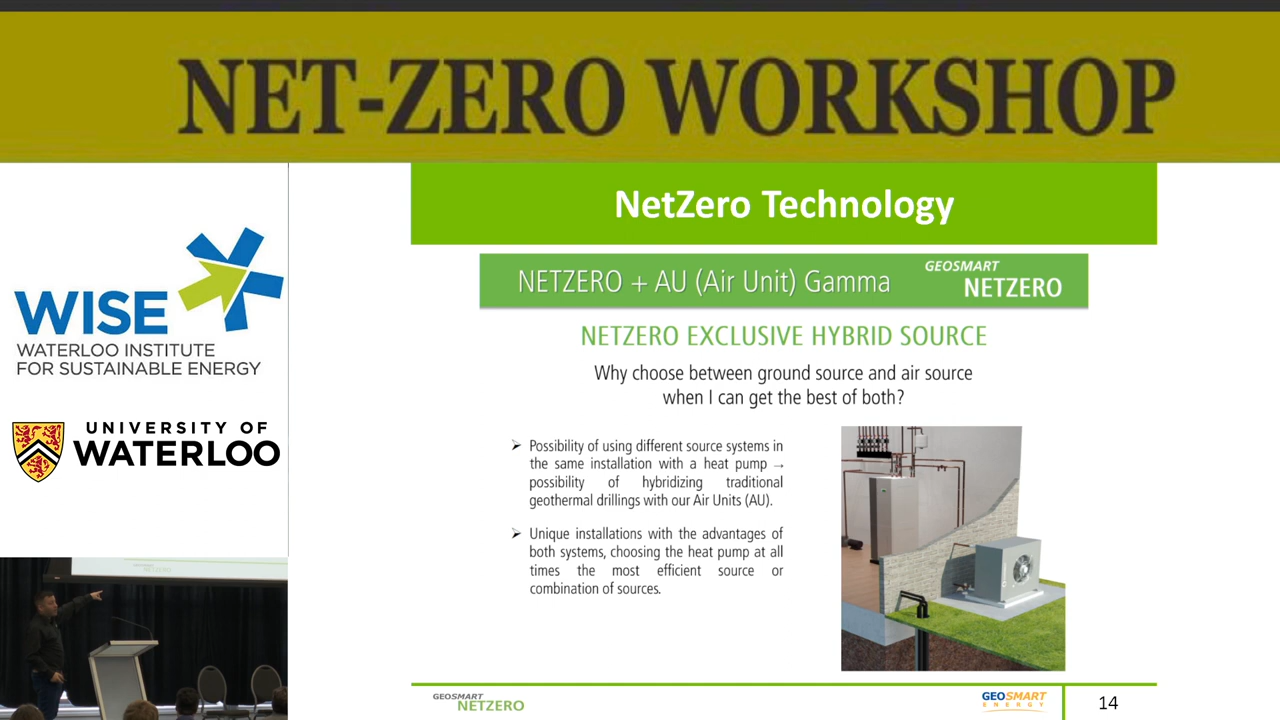 NET-ZERO WORKSHOP
NetZero Technology
NETZERO + AU (Air Unit) Gamma
GEOSMART
NETZERO
NETZERO EXCLUSIVE HYBRID SOURCE
Why choose between ground source and air source
when I can get the best of both?
➢ Possibility of using different source systems in
the same installation with a heat pump →
possibility of hybridizing traditional
geothermal drillings with our Air Units (AU).
➢ Unique installations with the advantages of
both systems, choosing the heat pump at all
times the most efficient source or
combination of sources.
GEOSMART
NETZERO
GEOSMART
ENERGY
14
WISE
WATERLOO INSTITUTE
FOR SUSTAINABLE ENERGY
UNIVERSITY OF
WATERLOO